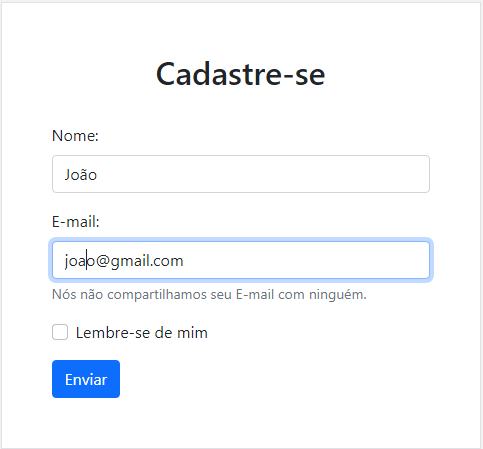 Cadastre-se
Nome:
João
E-mail:
joao@gmail.com
Nós não compartilhamos seu E-mail com ninguém.
Lembre-se de mim
Enviar